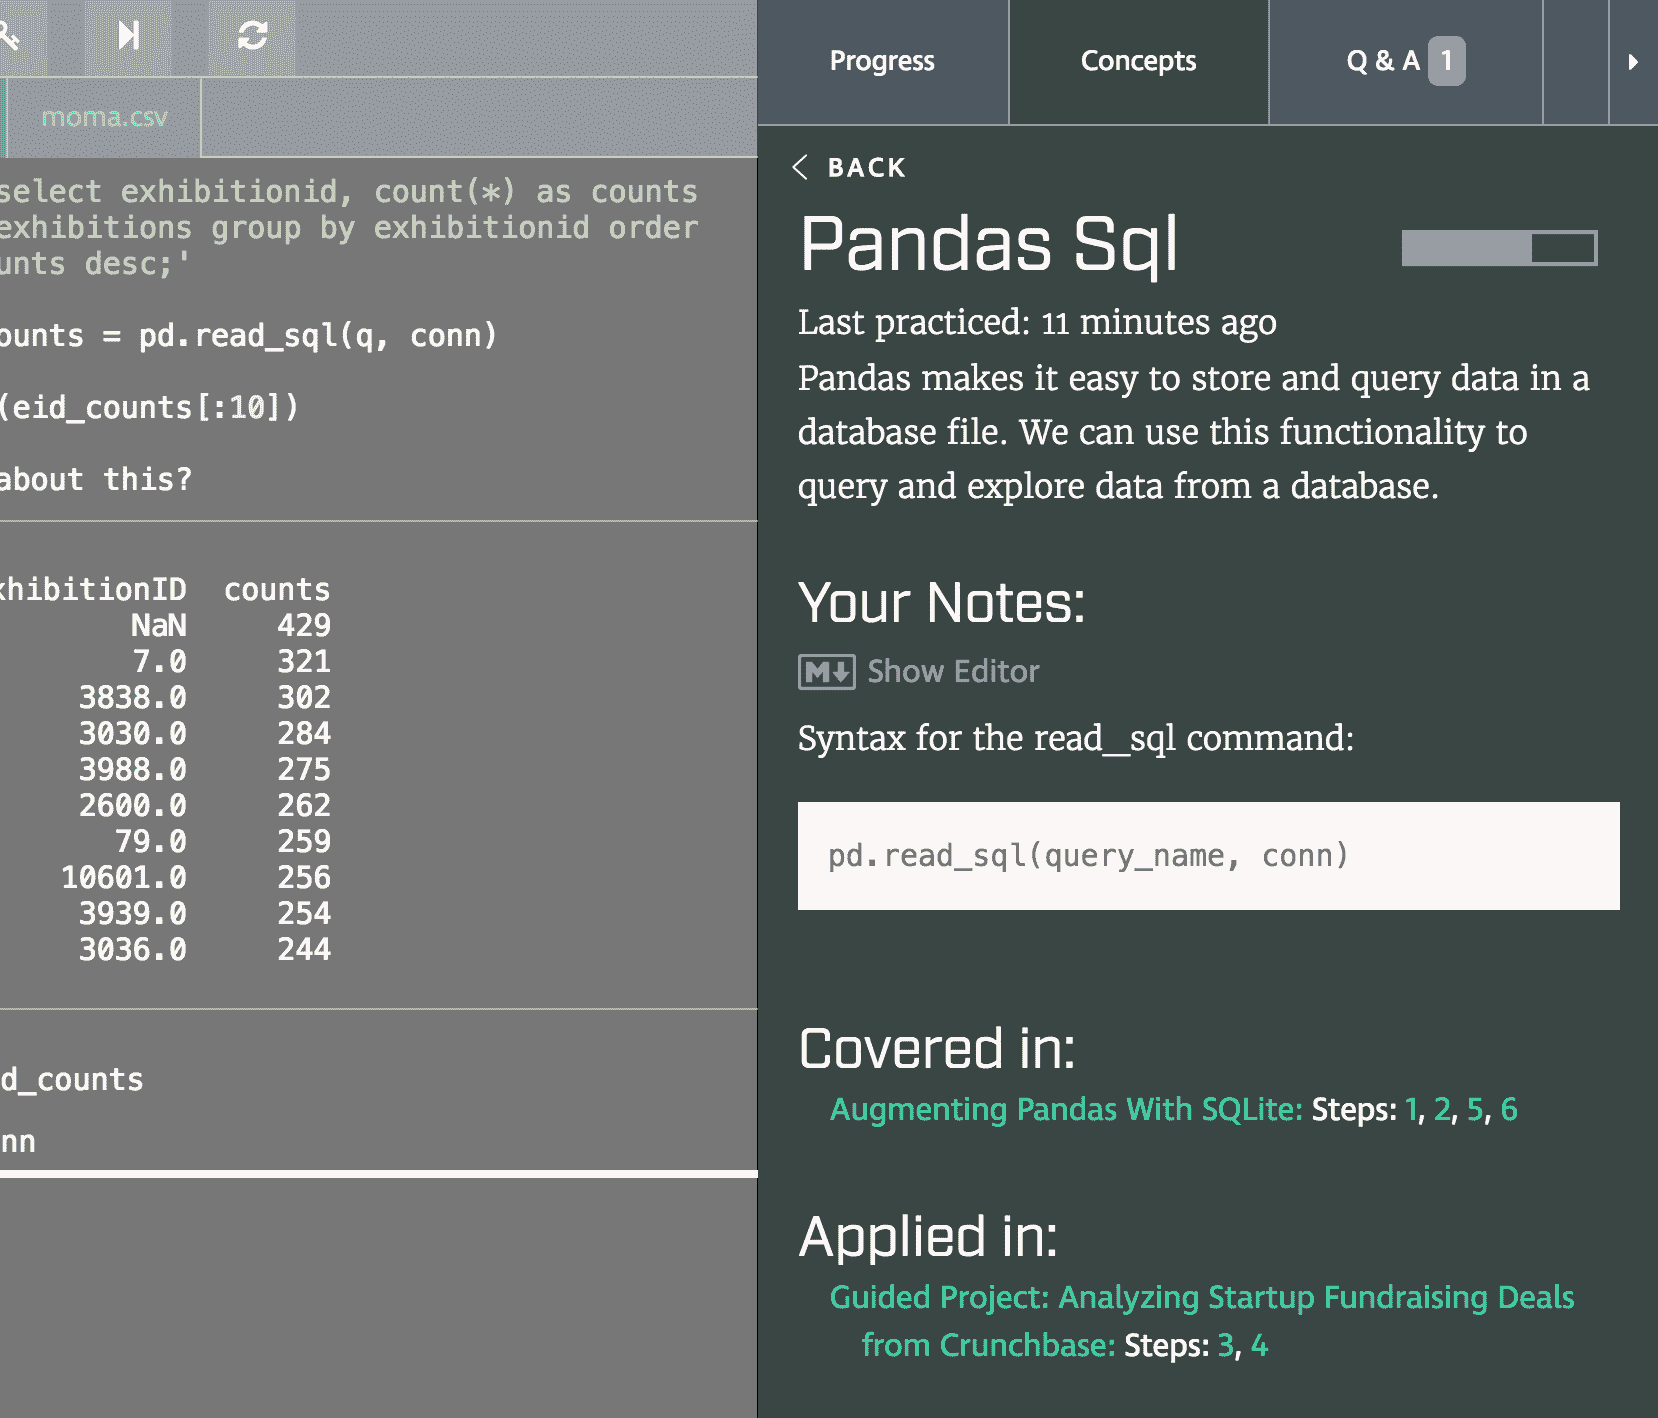 moma.csv
select exhibitionid, count(*) as counts
exhibitions group by exhibitionid order
unts desc;'
ounts = pd.read_sql(q, conn)
(eid_counts[:10])
about this?
xhibitionID counts
NaN 429
7.0 321
3838.0 302
3030.0 284
3988.0 275
2600.0 262
79.0 259
10601.0 256
3939.0 254
3036.0 244
d_counts
nn
Progress
Concepts
Q & A 1
BACK
Pandas Sql
Last practiced: 11 minutes ago
Pandas makes it easy to store and query data in a
database file. We can use this functionality to
query and explore data from a database.
Your Notes:
M Show Editor
Syntax for the read_sql command:
pd.read_sql(query_name, conn)
Covered in:
Augmenting Pandas With SQLite: Steps: 1, 2, 5, 6
Applied in:
Guided Project: Analyzing Startup Fundraising Deals
from Crunchbase: Steps: 3, 4